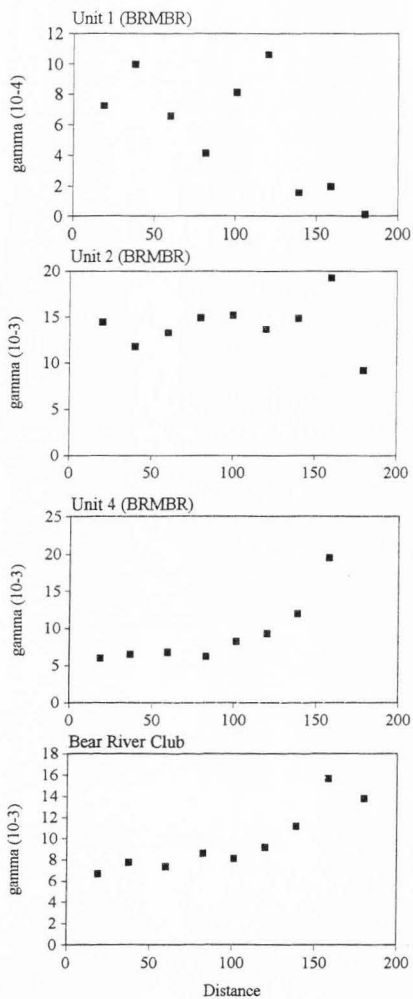 Unit 1 (BRMBR)
12
10
8
6
4
2
0
gamma (10-4)
0 50 100 150 200
Unit 2 (BRMBR)
20
15
10
5
0
gamma (10-3)
0 50 100 150 200
Unit 4 (BRMBR)
25
20
15
10
5
0
gamma (10-3)
0 50 100 150 200
Bear River Club
18
16
14
12
10
8
6
4
2
0
gamma (10-3)
0 50 100 150 200
Distance